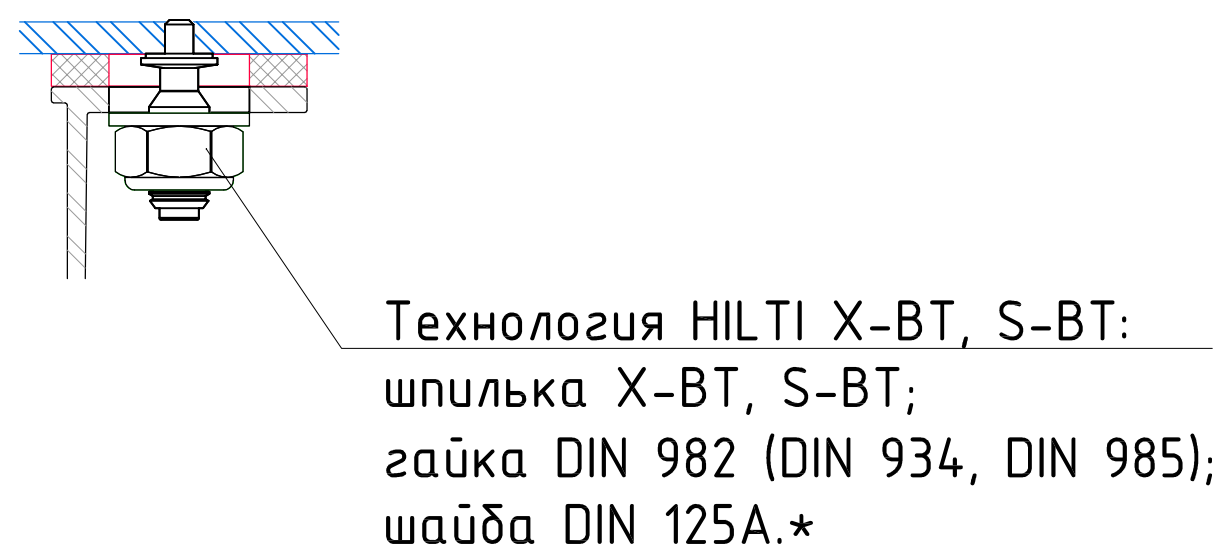 Технология HILTI X-BT, S-BT:
шпилька X-BT, S-BT;
гайка DIN 982 (DIN 934, DIN 985);
шайба DIN 125A.*